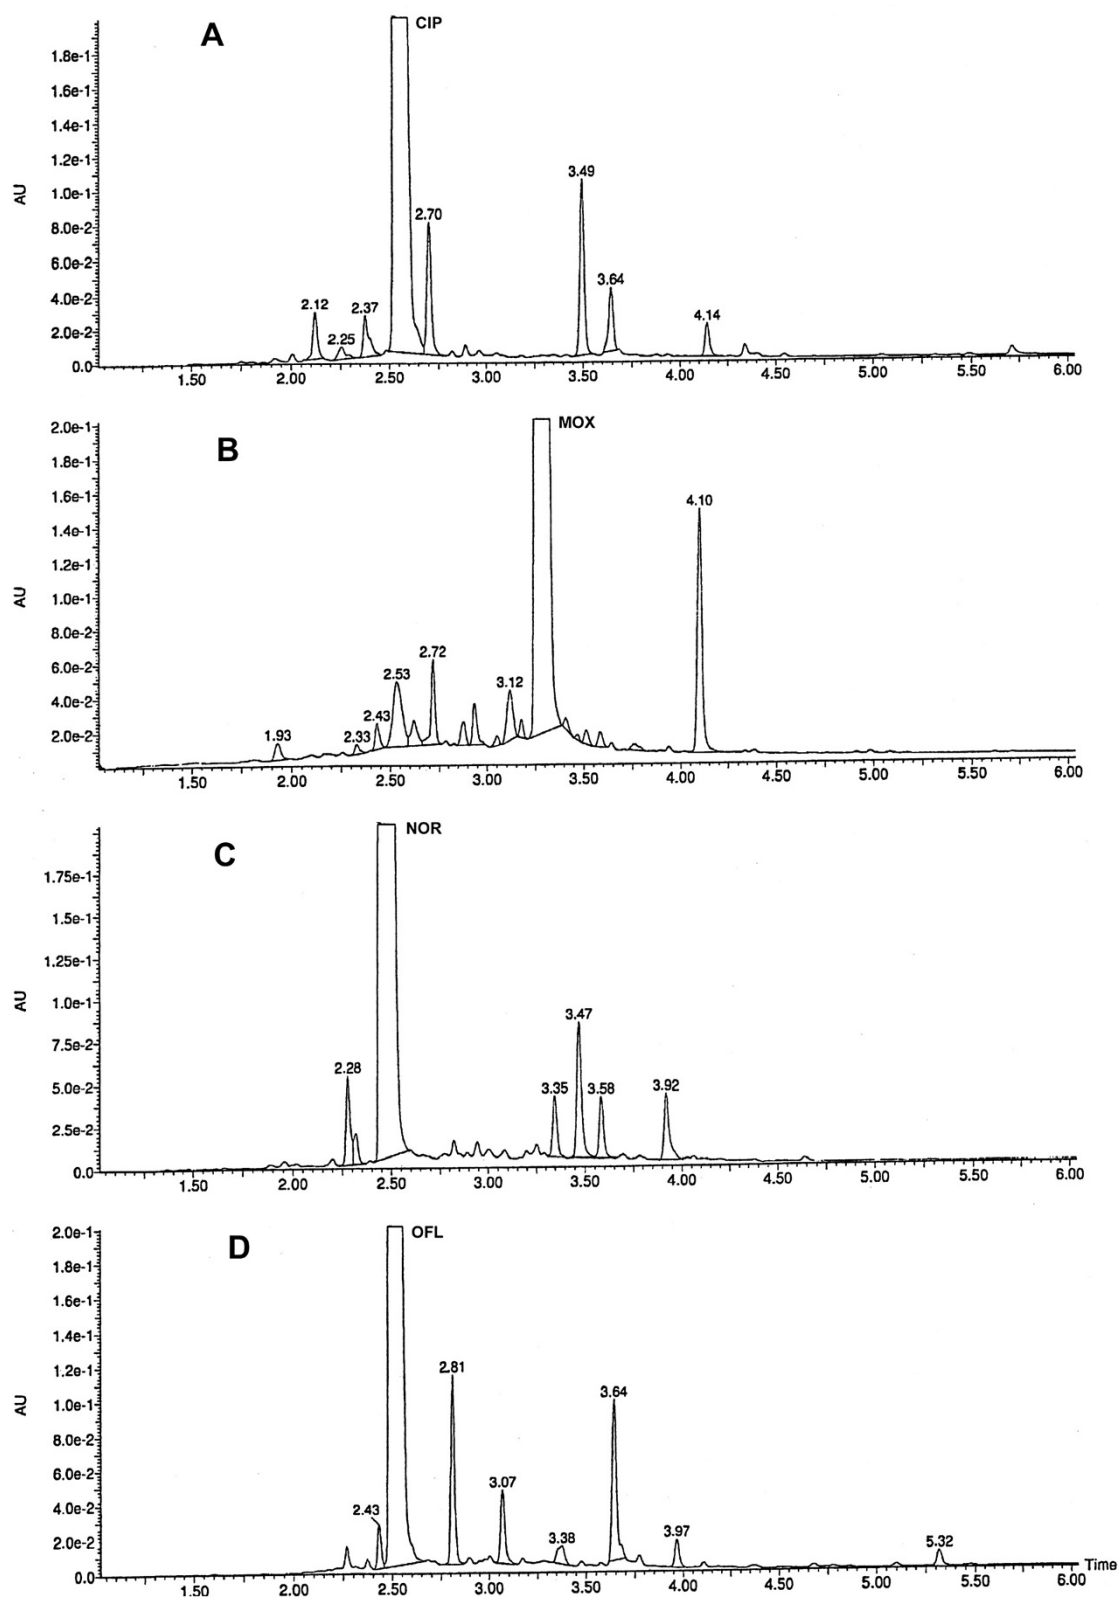 A
CIP
AU
1.8e-1
1.6e-1
1.4e-1
1.2e-1
1.0e-1
8.0e-2
6.0e-2
4.0e-2
2.0e-2
0.0
2.12
2.25
2.37
2.70
3.49
3.64
4.14
1.50 2.00 2.50 3.00 3.50 4.00 4.50 5.00 5.50 6.00
B
MOX
AU
2.0e-1
1.8e-1
1.6e-1
1.4e-1
1.2e-1
1.0e-1
8.0e-2
6.0e-2
4.0e-2
2.0e-2
1.93
2.33
2.43
2.53
2.72
3.12
4.10
1.50 2.00 2.50 3.00 3.50 4.00 4.50 5.00 5.50 6.00
C
NOR
AU
1.75e-1
1.5e-1
1.25e-1
1.0e-1
7.5e-2
5.0e-2
2.5e-2
0.0
2.28
3.35
3.47
3.58
3.92
1.50 2.00 2.50 3.00 3.50 4.00 4.50 5.00 5.50 6.00
D
OFL
AU
2.0e-1
1.8e-1
1.6e-1
1.4e-1
1.2e-1
1.0e-1
8.0e-2
6.0e-2
4.0e-2
2.0e-2
0.0
2.43
2.81
3.07
3.38
3.64
3.97
5.32
Time
1.50 2.00 2.50 3.00 3.50 4.00 4.50 5.00 5.50 6.00